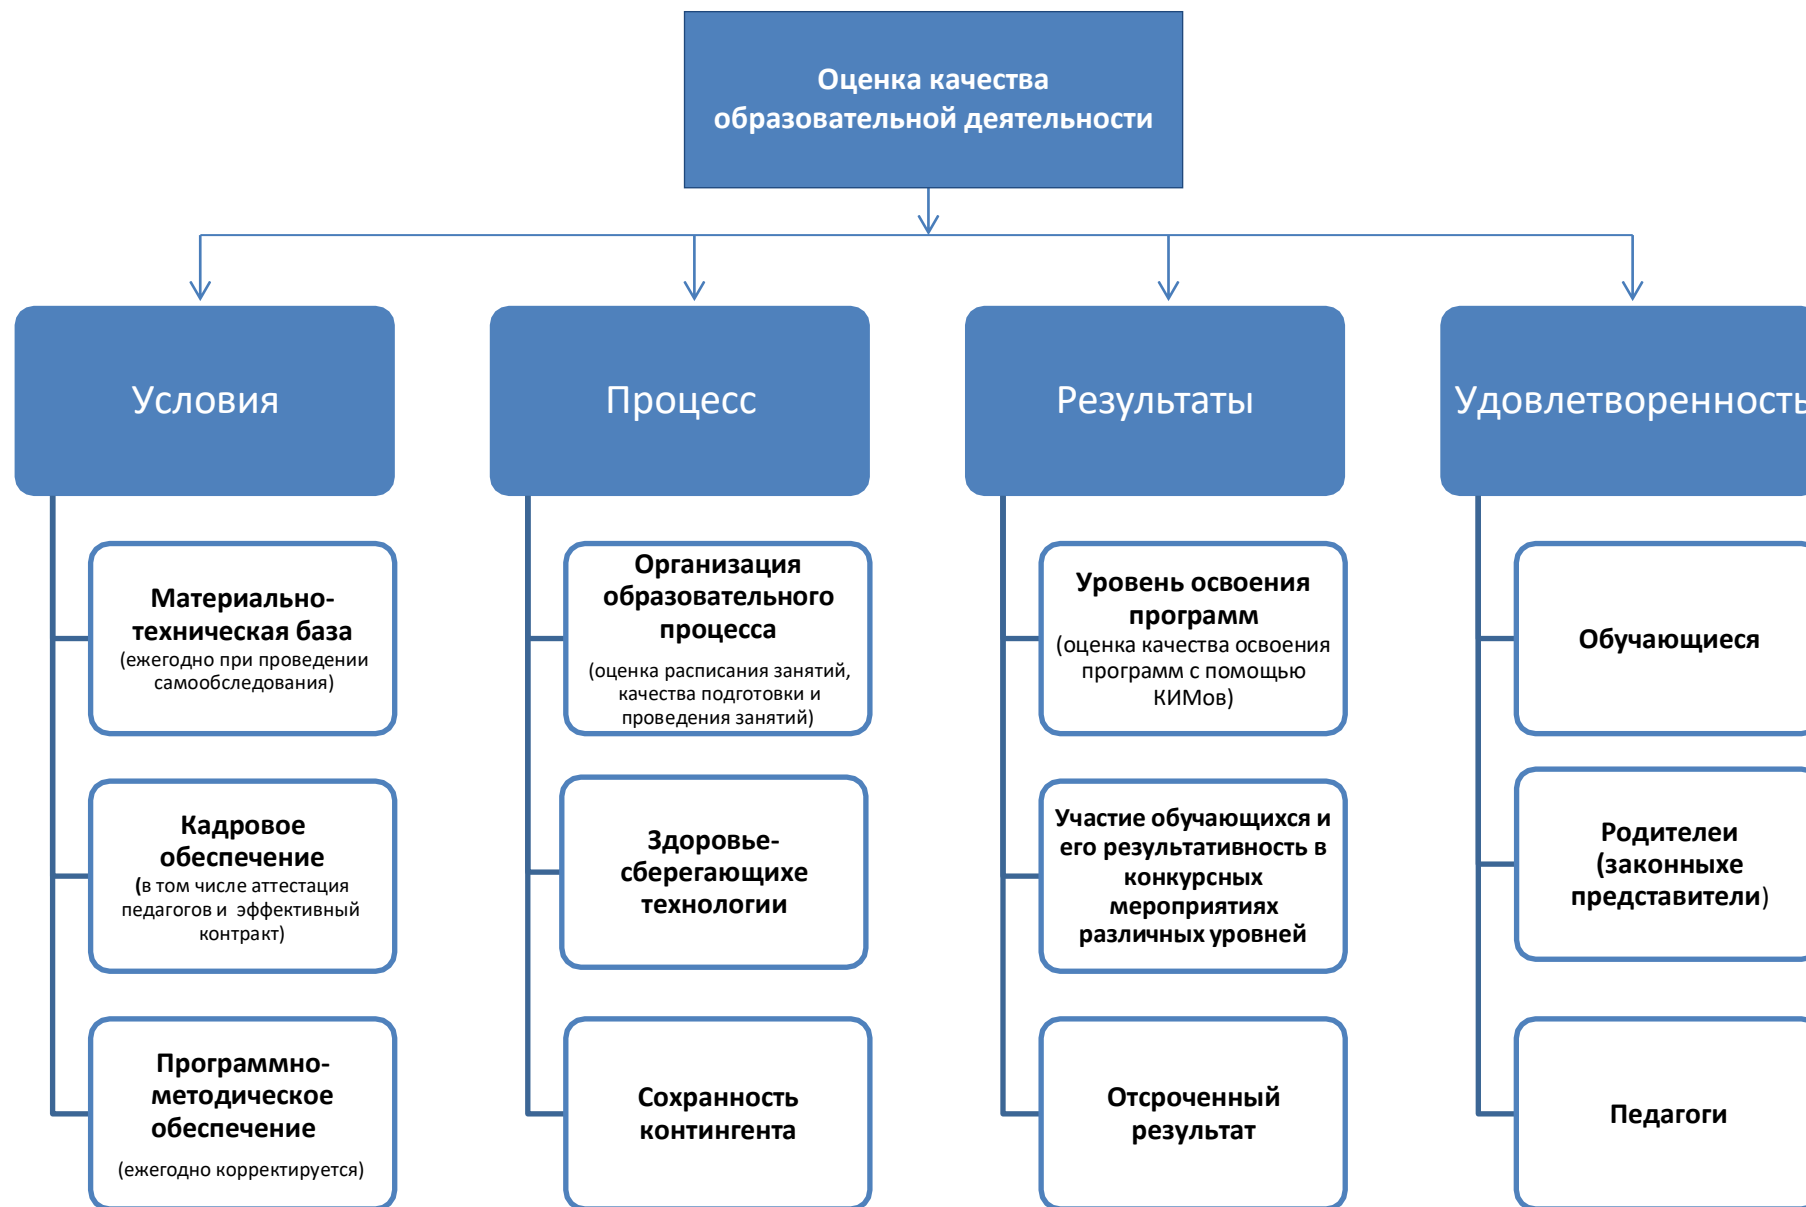 Оценка качества
образовательной деятельности
Условия
Процесс
Результаты
Удовлетворенность
Материально-
техническая база
(ежегодно при проведении
самообследования)
Кадровое
обеспечение
(в том числе аттестация
педагогов и  эффективный
контракт)
Программно-
методическое
обеспечение
(ежегодно корректируется)
Организация
образовательного
процесса
(оценка расписания занятий,
качества подготовки и
проведения занятий)
Здоровье-
сберегающихе
технологии
Сохранность
контингента
Уровень освоения
программ
(оценка качества освоения
программ с помощью
КИМов)
Участие обучающихся и
его результативность в
конкурсных
мероприятиях
различных уровней
Отсроченный
результат
Обучающиеся
Родителеи
(законныхе
представители)
Педагоги